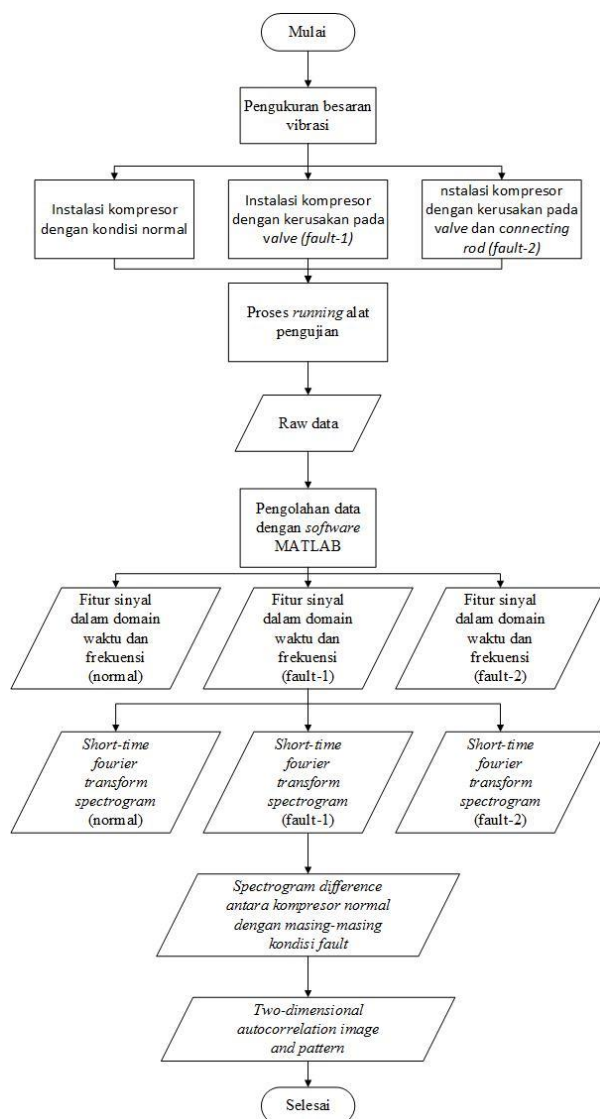 Mulai
Pengukuran besaran
vibrasi
Instalasi kompresor
dengan kondisi normal
Instalasi kompresor
dengan kerusakan pada
valve (fault-1)
nstalasi kompresor
dengan kerusakan pada
valve dan connecting
rod (fault-2)
Proses running alat
pengujian
Raw data
Pengolahan data
dengan software
MATLAB
Fitur sinyal
dalam domain
waktu dan
frekuensi
(normal)
Fitur sinyal
dalam domain
waktu dan
frekuensi
(fault-1)
Fitur sinyal
dalam domain
waktu dan
frekuensi
(fault-2)
Short-time
fourier
transform
spectrogram
(normal)
Short-time
fourier
transform
spectrogram
(fault-1)
Short-time
fourier
transform
spectrogram
(fault-2)
Spectrogram difference
antara kompresor normal
dengan masing-masing
kondisi fault
Two-dimensional
autocorrelation image
and pattern
Selesai